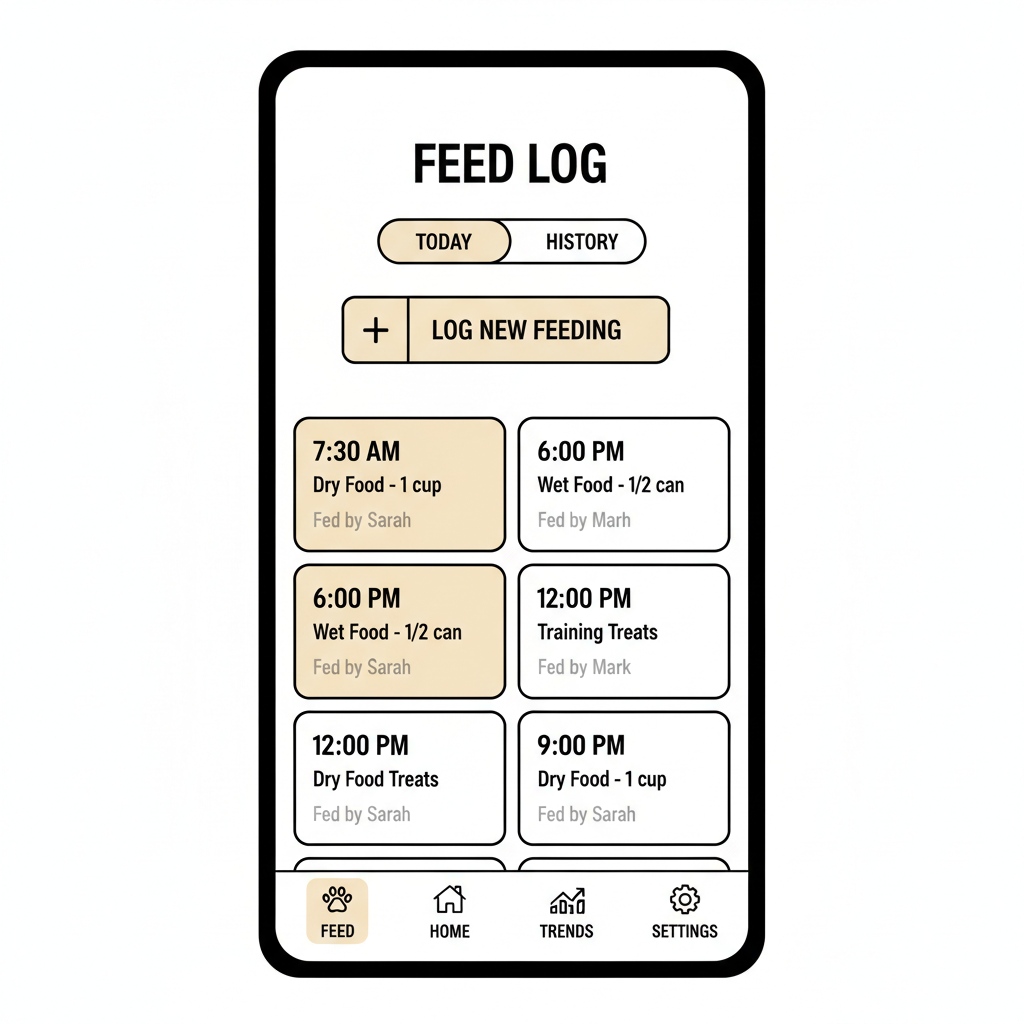 FEED LOG
TODAY
HISTORY
+ LOG NEW FEEDING
7:30 AM
Dry Food - 1 cup
Fed by Sarah
6:00 PM
Wet Food - 1/2 can
Fed by Marh
6:00 PM
Wet Food - 1/2 can
Fed by Sarah
12:00 PM
Training Treats
Fed by Mark
12:00 PM
Dry Food Treats
Fed by Sarah
9:00 PM
Dry Food - 1 cup
Fed by Sarah
FEED
HOME
TRENDS
SETTINGS